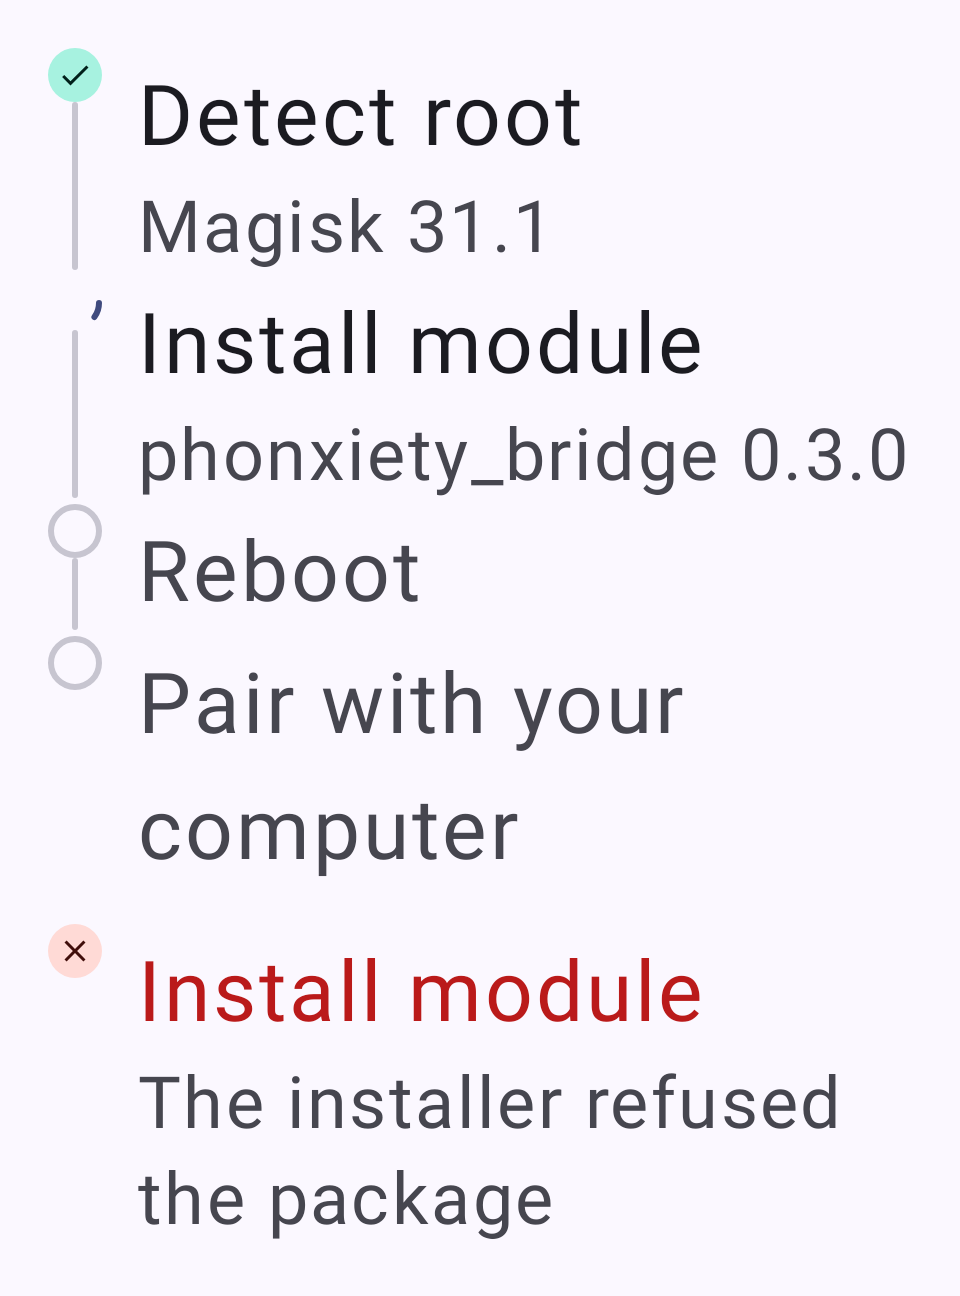 Detect root
Magisk 31.1
Install module
phonxiety_bridge 0.3.0
Reboot
Pair with your
computer
Install module
The installer refused
the package